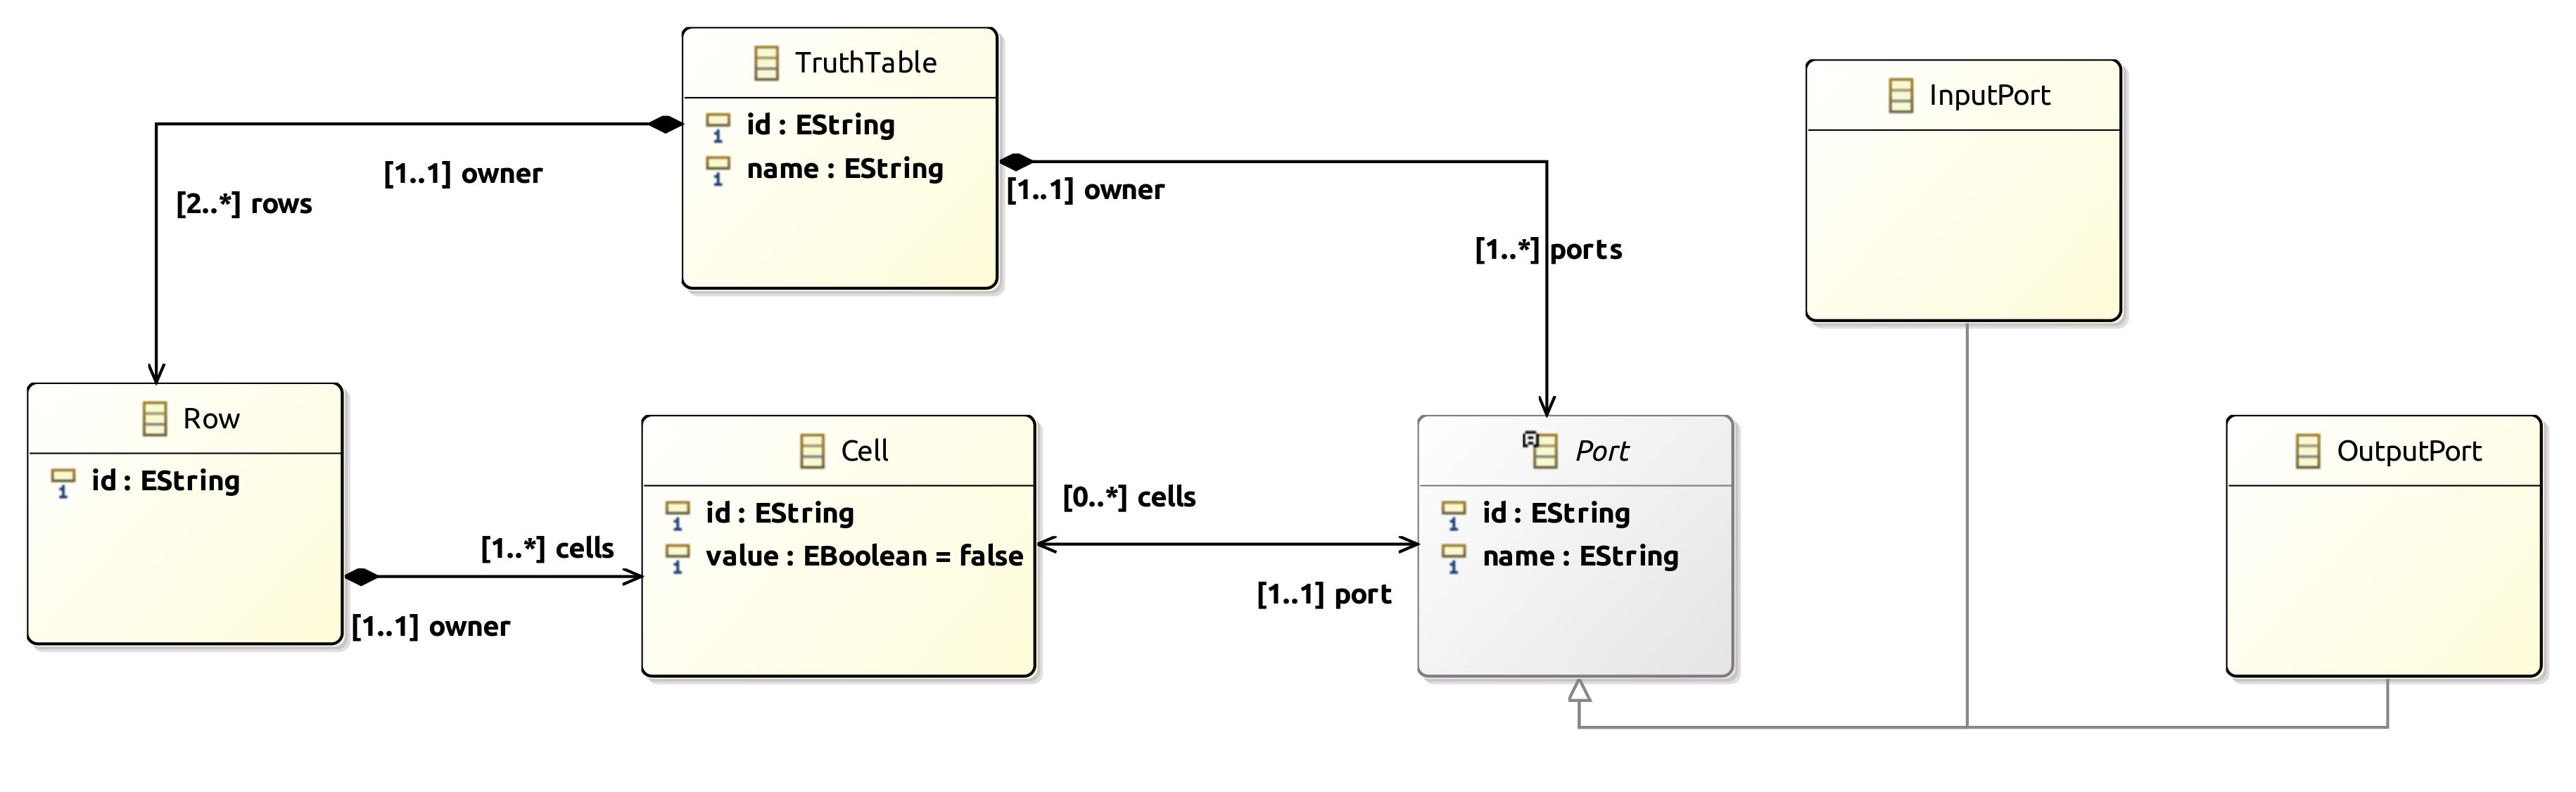 TruthTable
id : EString
name : EString
InputPort
[1..1] owner
[1..1] owner
[2..*] rows
[1..*] ports
Row
id : EString
Cell
id : EString
value : EBoolean = false
Port
id : EString
name : EString
OutputPort
[0..*] cells
[1..*] cells
[1..1] port
[1..1] owner